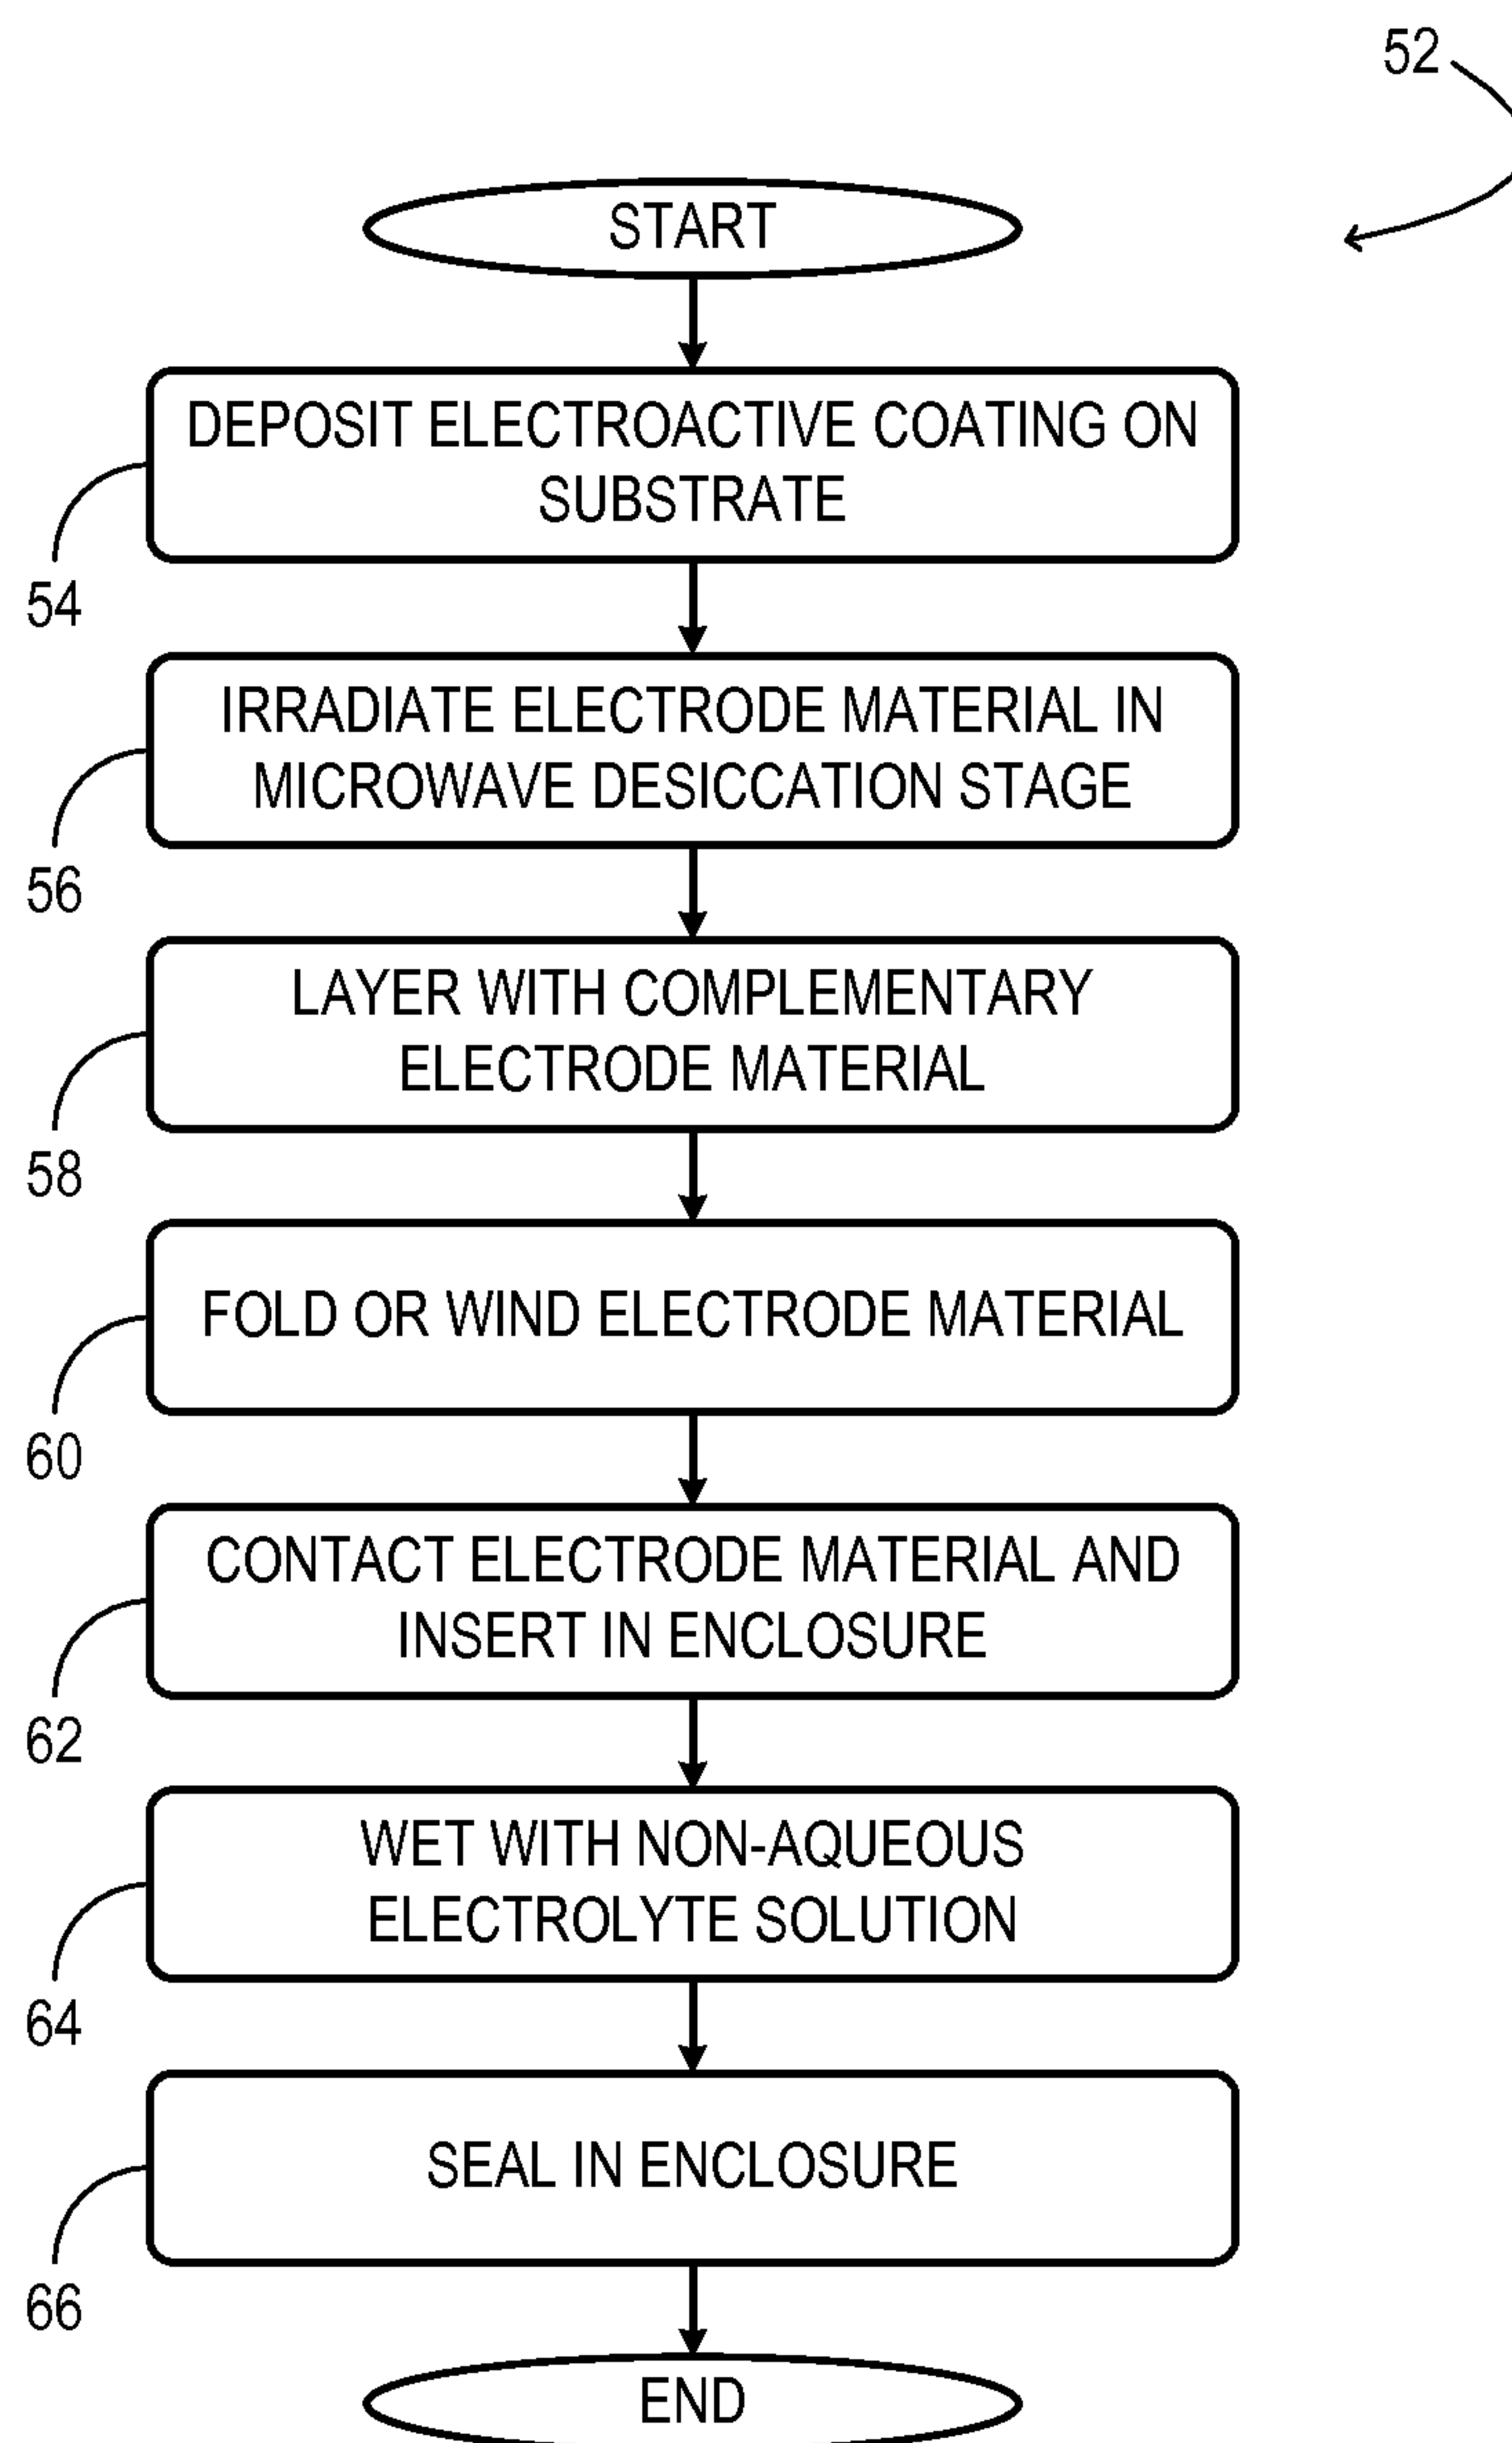 52
START
DEPOSIT ELECTROACTIVE COATING ON
SUBSTRATE
54
IRRADIATE ELECTRODE MATERIAL IN
MICROWAVE DESICCATION STAGE
56
LAYER WITH COMPLEMENTARY
ELECTRODE MATERIAL
58
FOLD OR WIND ELECTRODE MATERIAL
60
CONTACT ELECTRODE MATERIAL AND
INSERT IN ENCLOSURE
62
WET WITH NON-AQUEOUS
ELECTROLYTE SOLUTION
64
SEAL IN ENCLOSURE
66
END